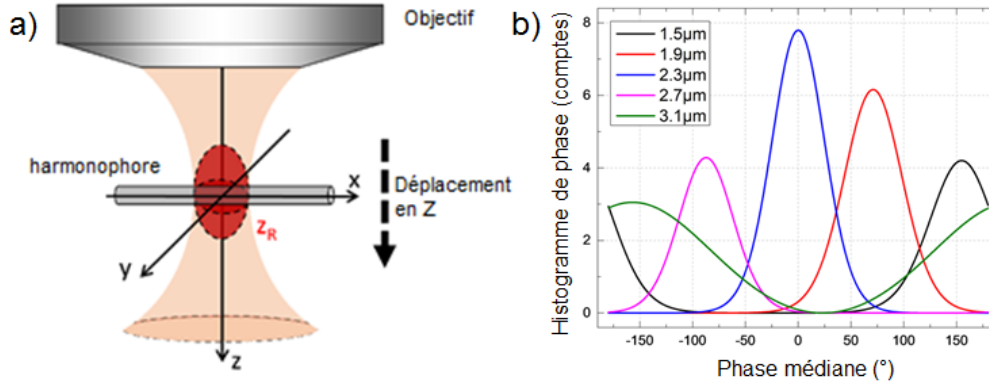 a)
Objectif
harmonophore
x
Déplacement
en Z
z_R
y
z
b)
Histogramme de phase (comptes)
8
6
4
2
0
1.5µm
1.9µm
2.3µm
2.7µm
3.1µm
-150 -100 -50 0 50 100 150
Phase médiane (°)